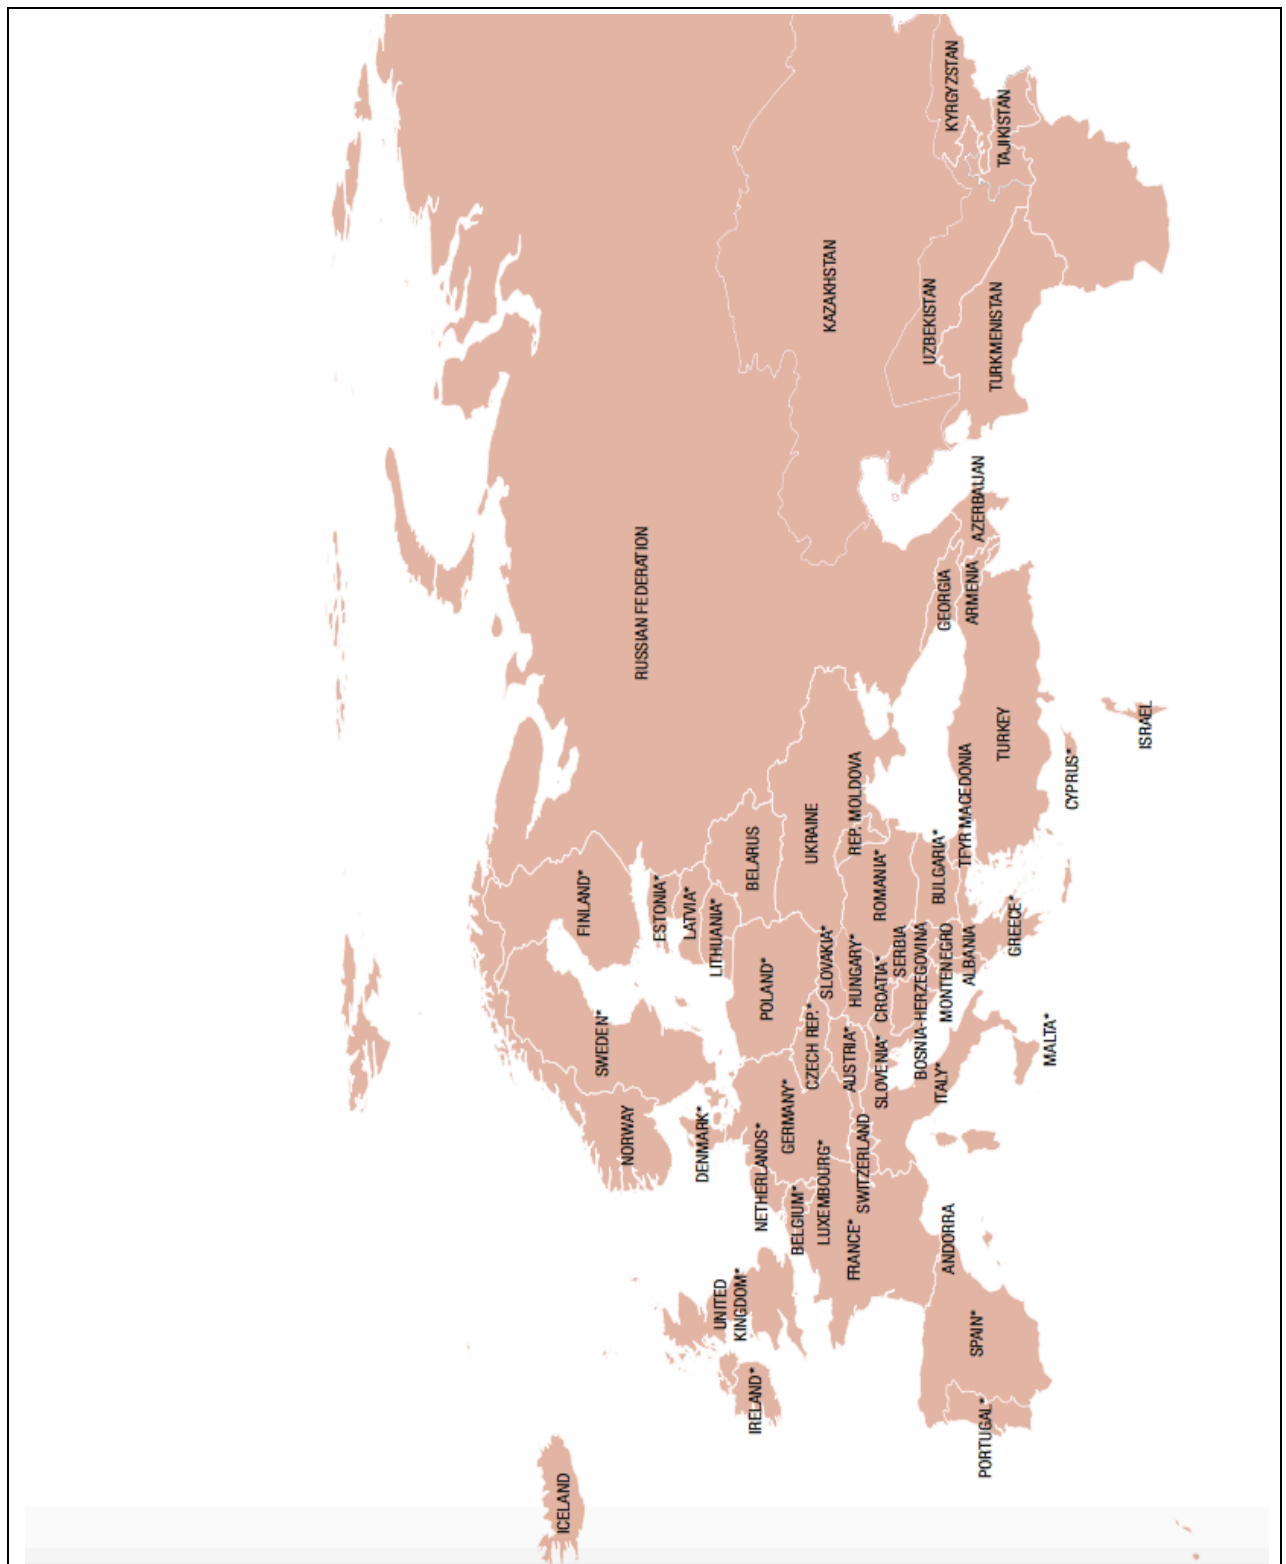 ICELAND
NORWAY
SWEDEN*
FINLAND*
RUSSIAN FEDERATION
ESTONIA*
LATVIA*
LITHUANIA*
DENMARK*
UNITED
KINGDOM*
IRELAND*
NETHERLANDS*
BELGIUM*
LUXEMBOURG*
GERMANY*
POLAND*
BELARUS
UKRAINE
CZECH REP.*
SLOVAKIA*
FRANCE*
SWITZERLAND
AUSTRIA*
HUNGARY*
REP. MOLDOVA
KAZAKHSTAN
SLOVENIA*
CROATIA*
ROMANIA*
SERBIA
BOSNIA-HERZEGOVINA
ITALY*
MONTENEGRO
BULGARIA*
GEORGIA
UZBEKISTAN
KYRGYZSTAN
ANDORRA
ALBANIA
TFYR MACEDONIA
ARMENIA
AZERBAIJAN
PORTUGAL*
SPAIN*
TURKEY
TURKMENISTAN
TAJIKISTAN
GREECE*
MALTA*
CYPRUS*
ISRAEL